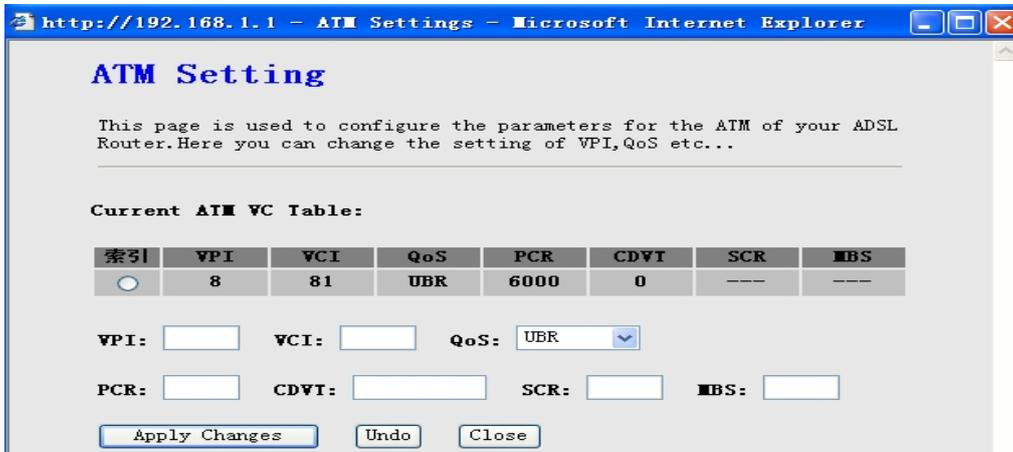 http://192.168.1.1 - ATM Settings - Microsoft Internet Explorer
ATM Setting
This page is used to configure the parameters for the ATM of your ADSL
Router.Here you can change the setting of VPI,QoS etc...
Current ATM VC Table:
索引 VPI VCI QoS PCR CDVT SCR MBS
8 81 UBR 6000 0 --- ---
VPI: VCI: QoS: UBR
PCR: CDVT: SCR: MBS:
Apply Changes Undo Close